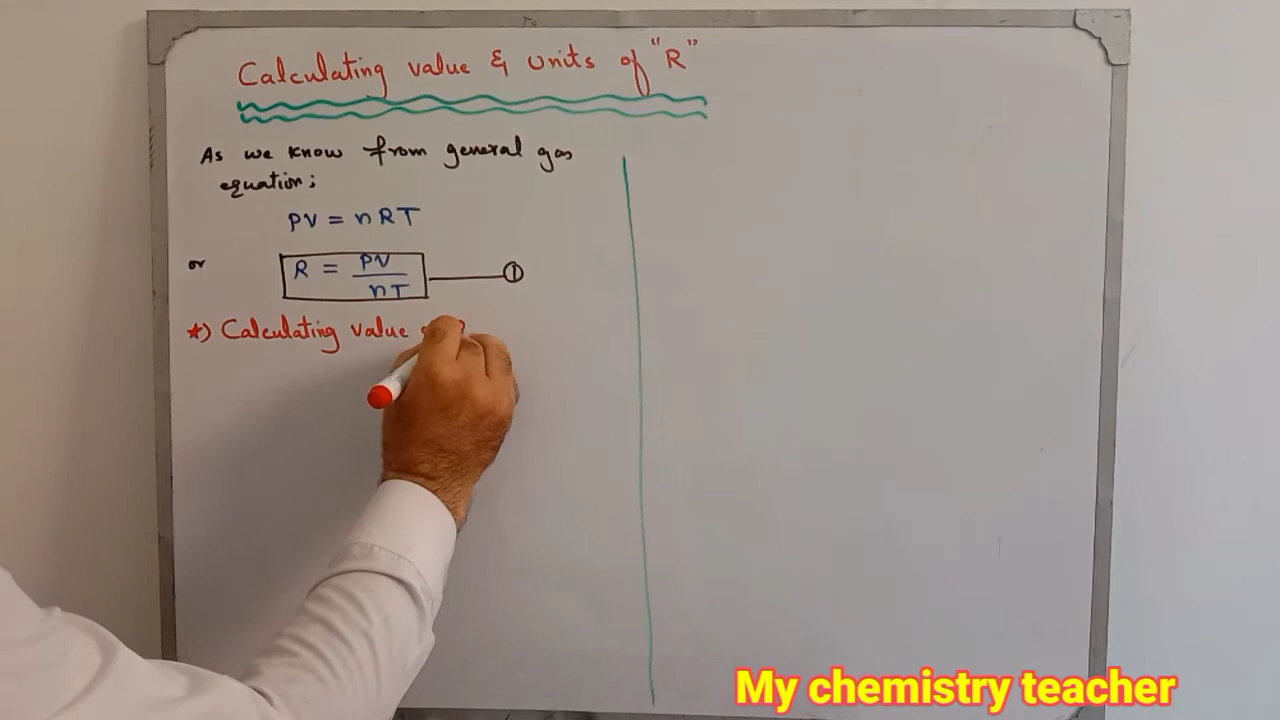 Calculating value & units of "R"
As we know from general gas
equation;
PV = nRT
or R = PV / nT ——— ①
*) Calculating value
My chemistry teacher